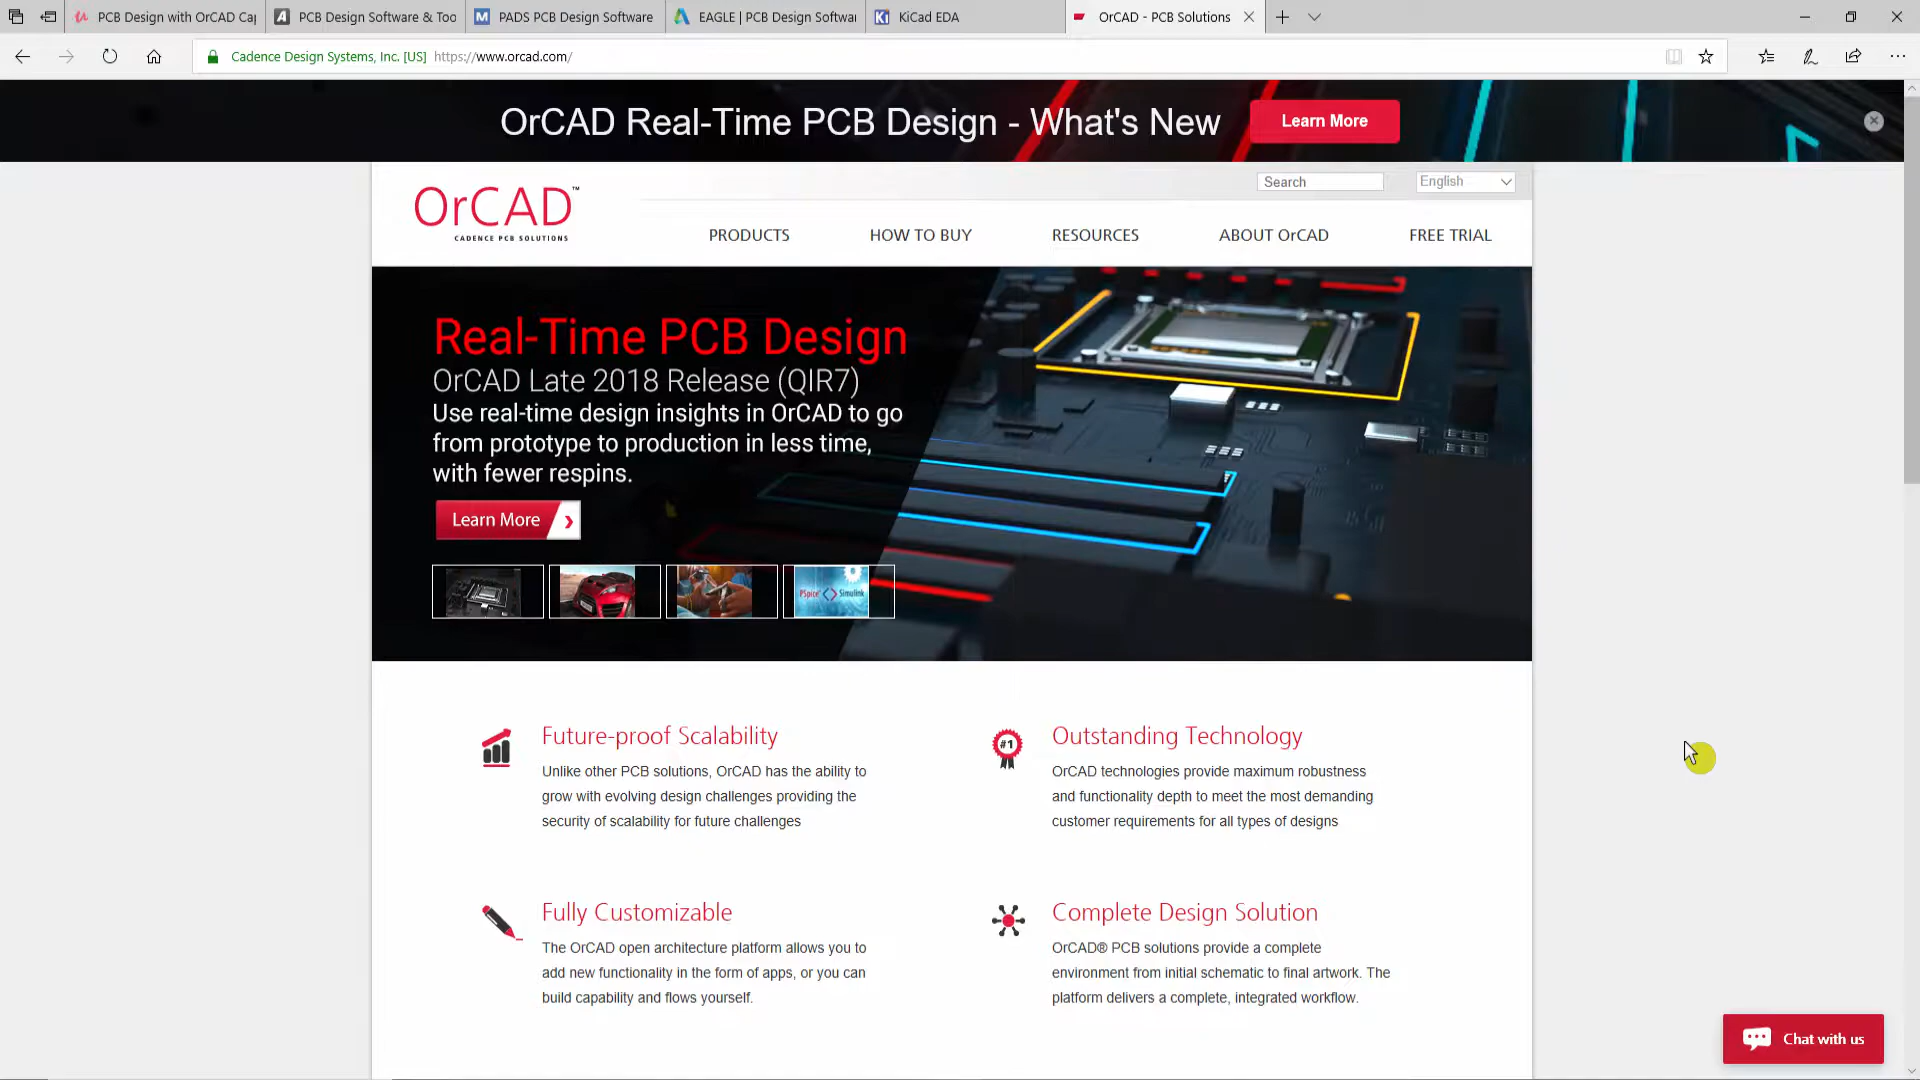 PCB Design with OrCAD Ca
PCB Design Software & Too
PADS PCB Design Software
EAGLE | PCB Design Softwa
KiCad EDA
OrCAD - PCB Solutions
Cadence Design Systems, Inc. [US] https://www.orcad.com/
OrCAD Real-Time PCB Design - What's New
Learn More
OrCAD™
CADENCE PCB SOLUTIONS
Search
English
PRODUCTS
HOW TO BUY
RESOURCES
ABOUT OrCAD
FREE TRIAL
Real-Time PCB Design
OrCAD Late 2018 Release (QIR7)
Use real-time design insights in OrCAD to go
from prototype to production in less time,
with fewer respins.
Learn More
PSpice Simulink
Future-proof Scalability
Unlike other PCB solutions, OrCAD has the ability to
grow with evolving design challenges providing the
security of scalability for future challenges
#1
Outstanding Technology
OrCAD technologies provide maximum robustness
and functionality depth to meet the most demanding
customer requirements for all types of designs
Fully Customizable
The OrCAD open architecture platform allows you to
add new functionality in the form of apps, or you can
build capability and flows yourself.
Complete Design Solution
OrCAD® PCB solutions provide a complete
environment from initial schematic to final artwork. The
platform delivers a complete, integrated workflow.
Chat with us